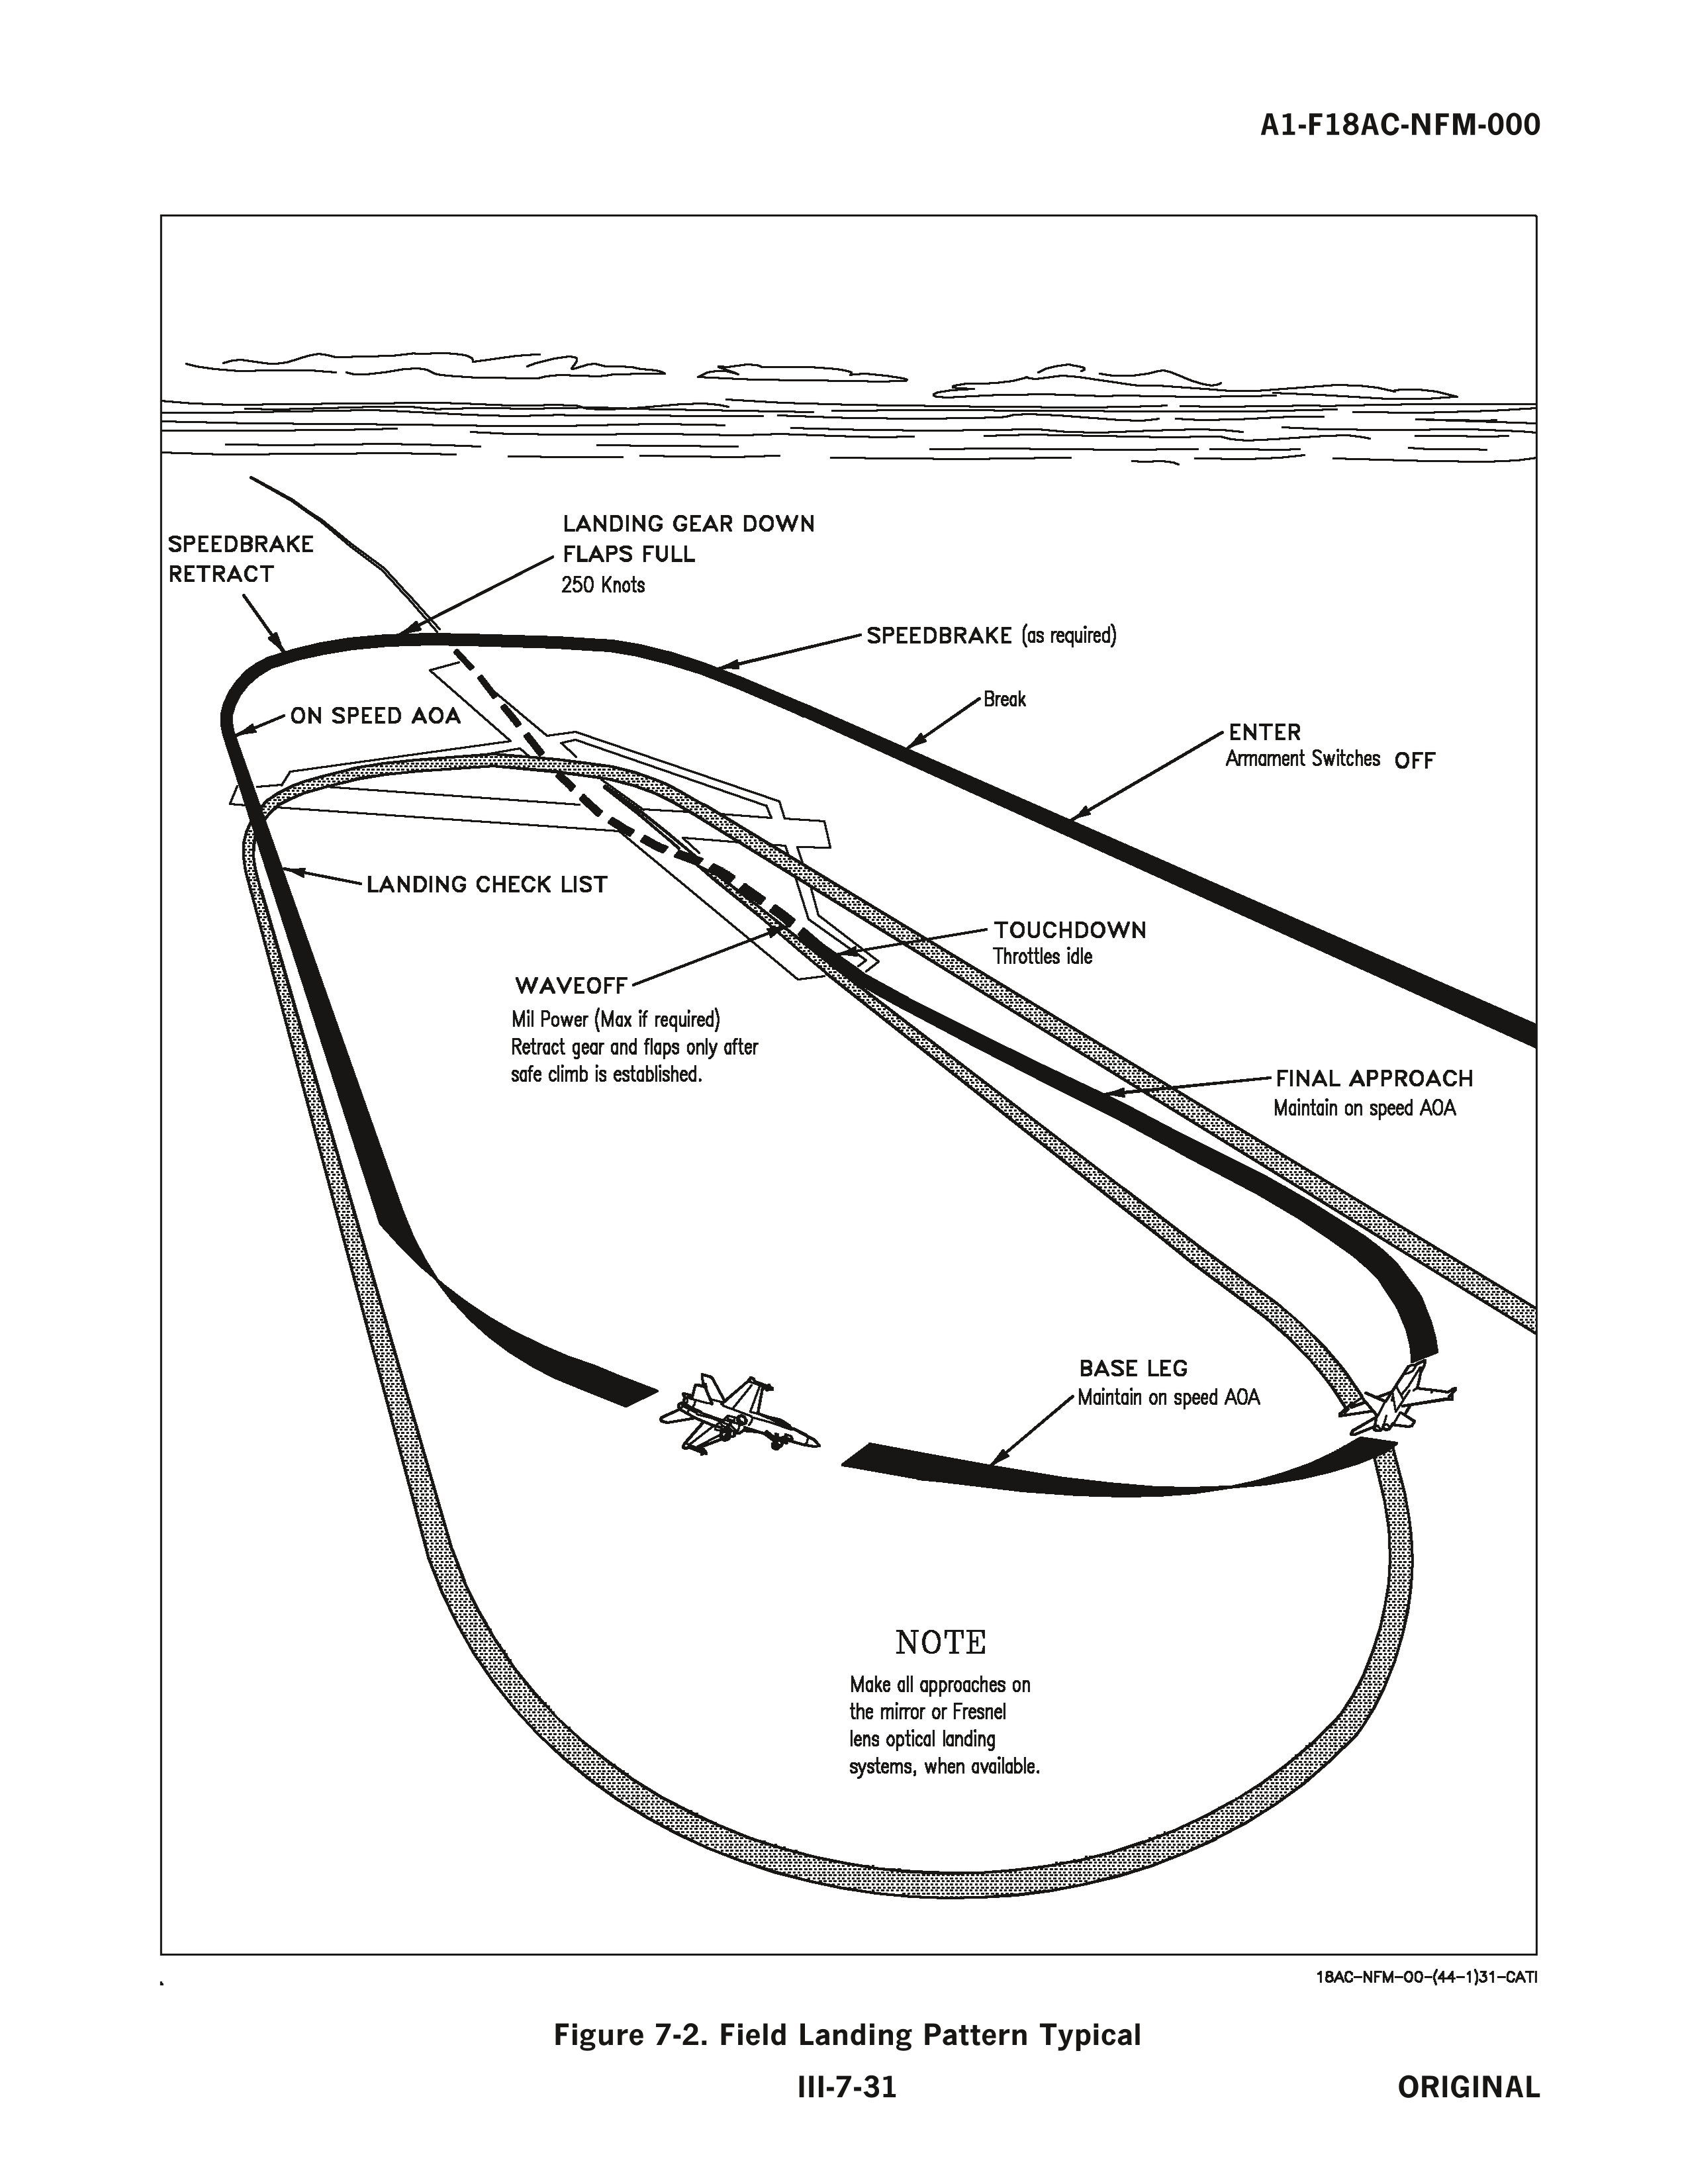 A1-F18AC-NFM-000
LANDING GEAR DOWN
FLAPS FULL
250 Knots
SPEEDBRAKE
RETRACT
SPEEDBRAKE (as required)
Break
ENTER
Armament Switches OFF
ON SPEED AOA
LANDING CHECK LIST
TOUCHDOWN
Throttles idle
WAVEOFF
Mil Power (Max if required)
Retract gear and flaps only after
safe climb is established.
FINAL APPROACH
Maintain on speed AOA
BASE LEG
Maintain on speed AOA
NOTE
Make all approaches on
the mirror or Fresnel
lens optical landing
systems, when available.
18AC-NFM-00-(44-1)31-CATI
Figure 7-2. Field Landing Pattern Typical
III-7-31
ORIGINAL